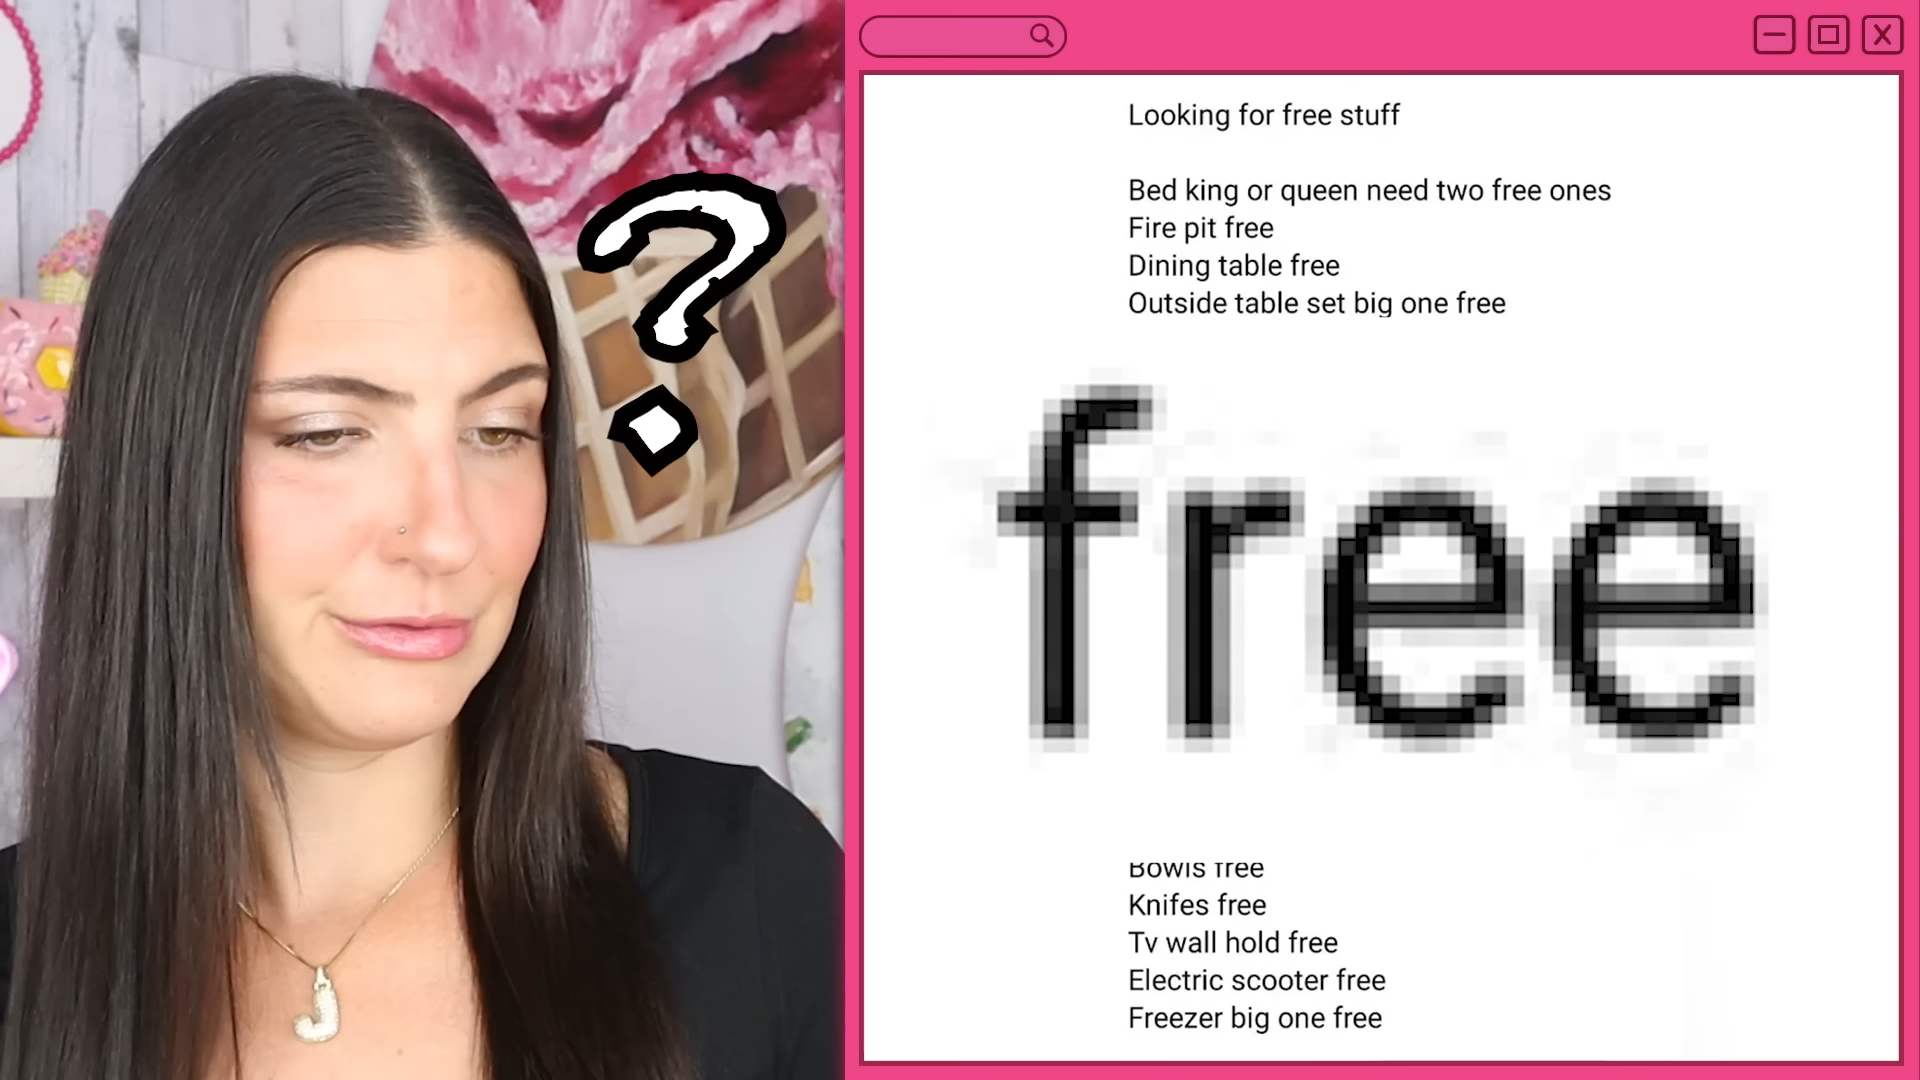 ?
Looking for free stuff
Bed king or queen need two free ones
Fire pit free
Dining table free
Outside table set big one free
free
Bowls free
Knifes free
Tv wall hold free
Electric scooter free
Freezer big one free
J